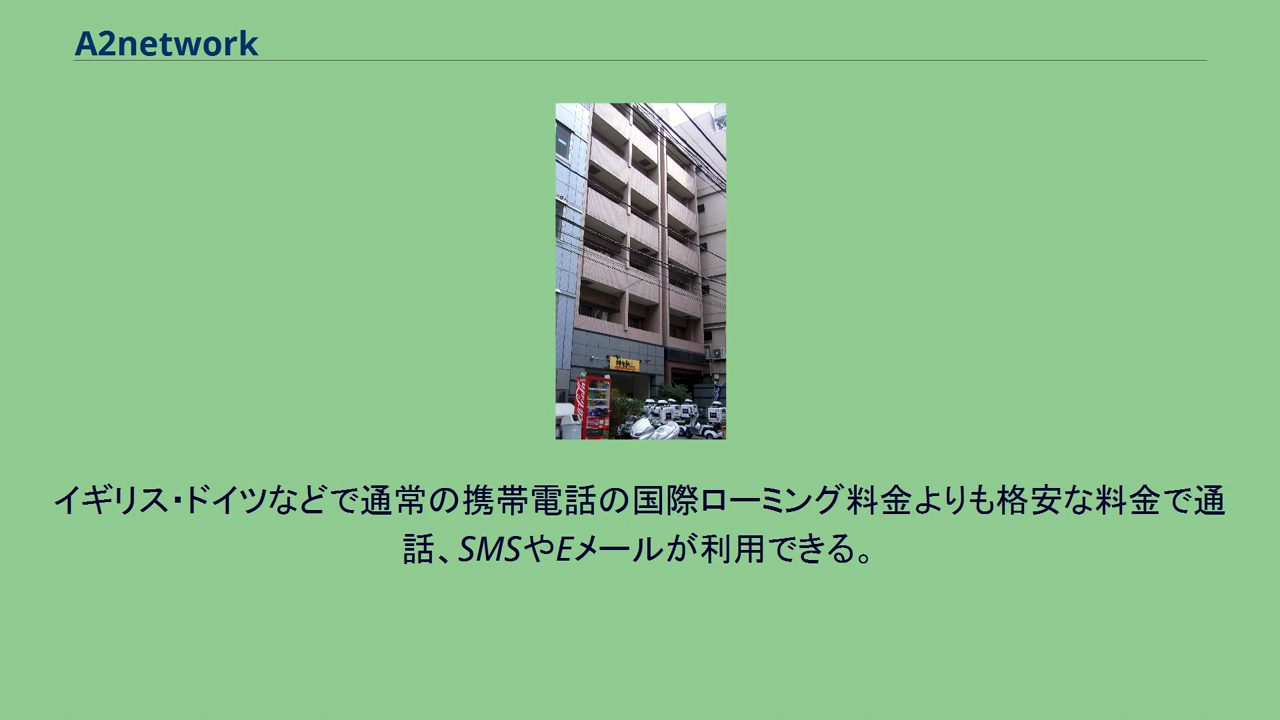 A2network
イギリス・ドイツなどで通常の携帯電話の国際ローミング料金よりも格安な料金で通
話、SMSやEメールが利用できる。